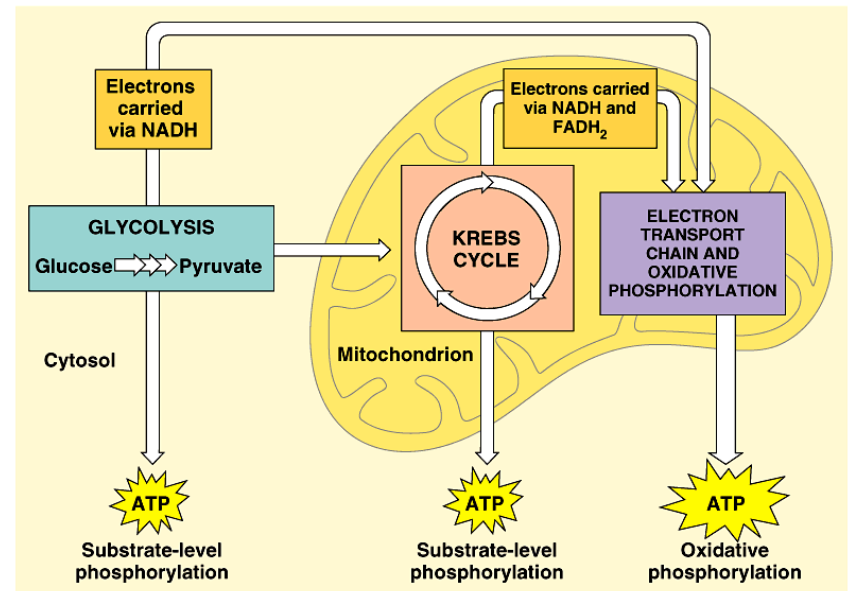 Electrons
carried
via NADH
Electrons carried
via NADH and
FADH₂
GLYCOLYSIS
Glucose Pyruvate
KREBS
CYCLE
ELECTRON
TRANSPORT
CHAIN AND
OXIDATIVE
PHOSPHORYLATION
Cytosol
Mitochondrion
ATP
ATP
ATP
Substrate-level
phosphorylation
Substrate-level
phosphorylation
Oxidative
phosphorylation